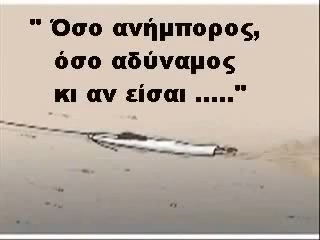 " Όσο ανήμπορος,
όσο αδύναμος
κι αν είσαι ....."